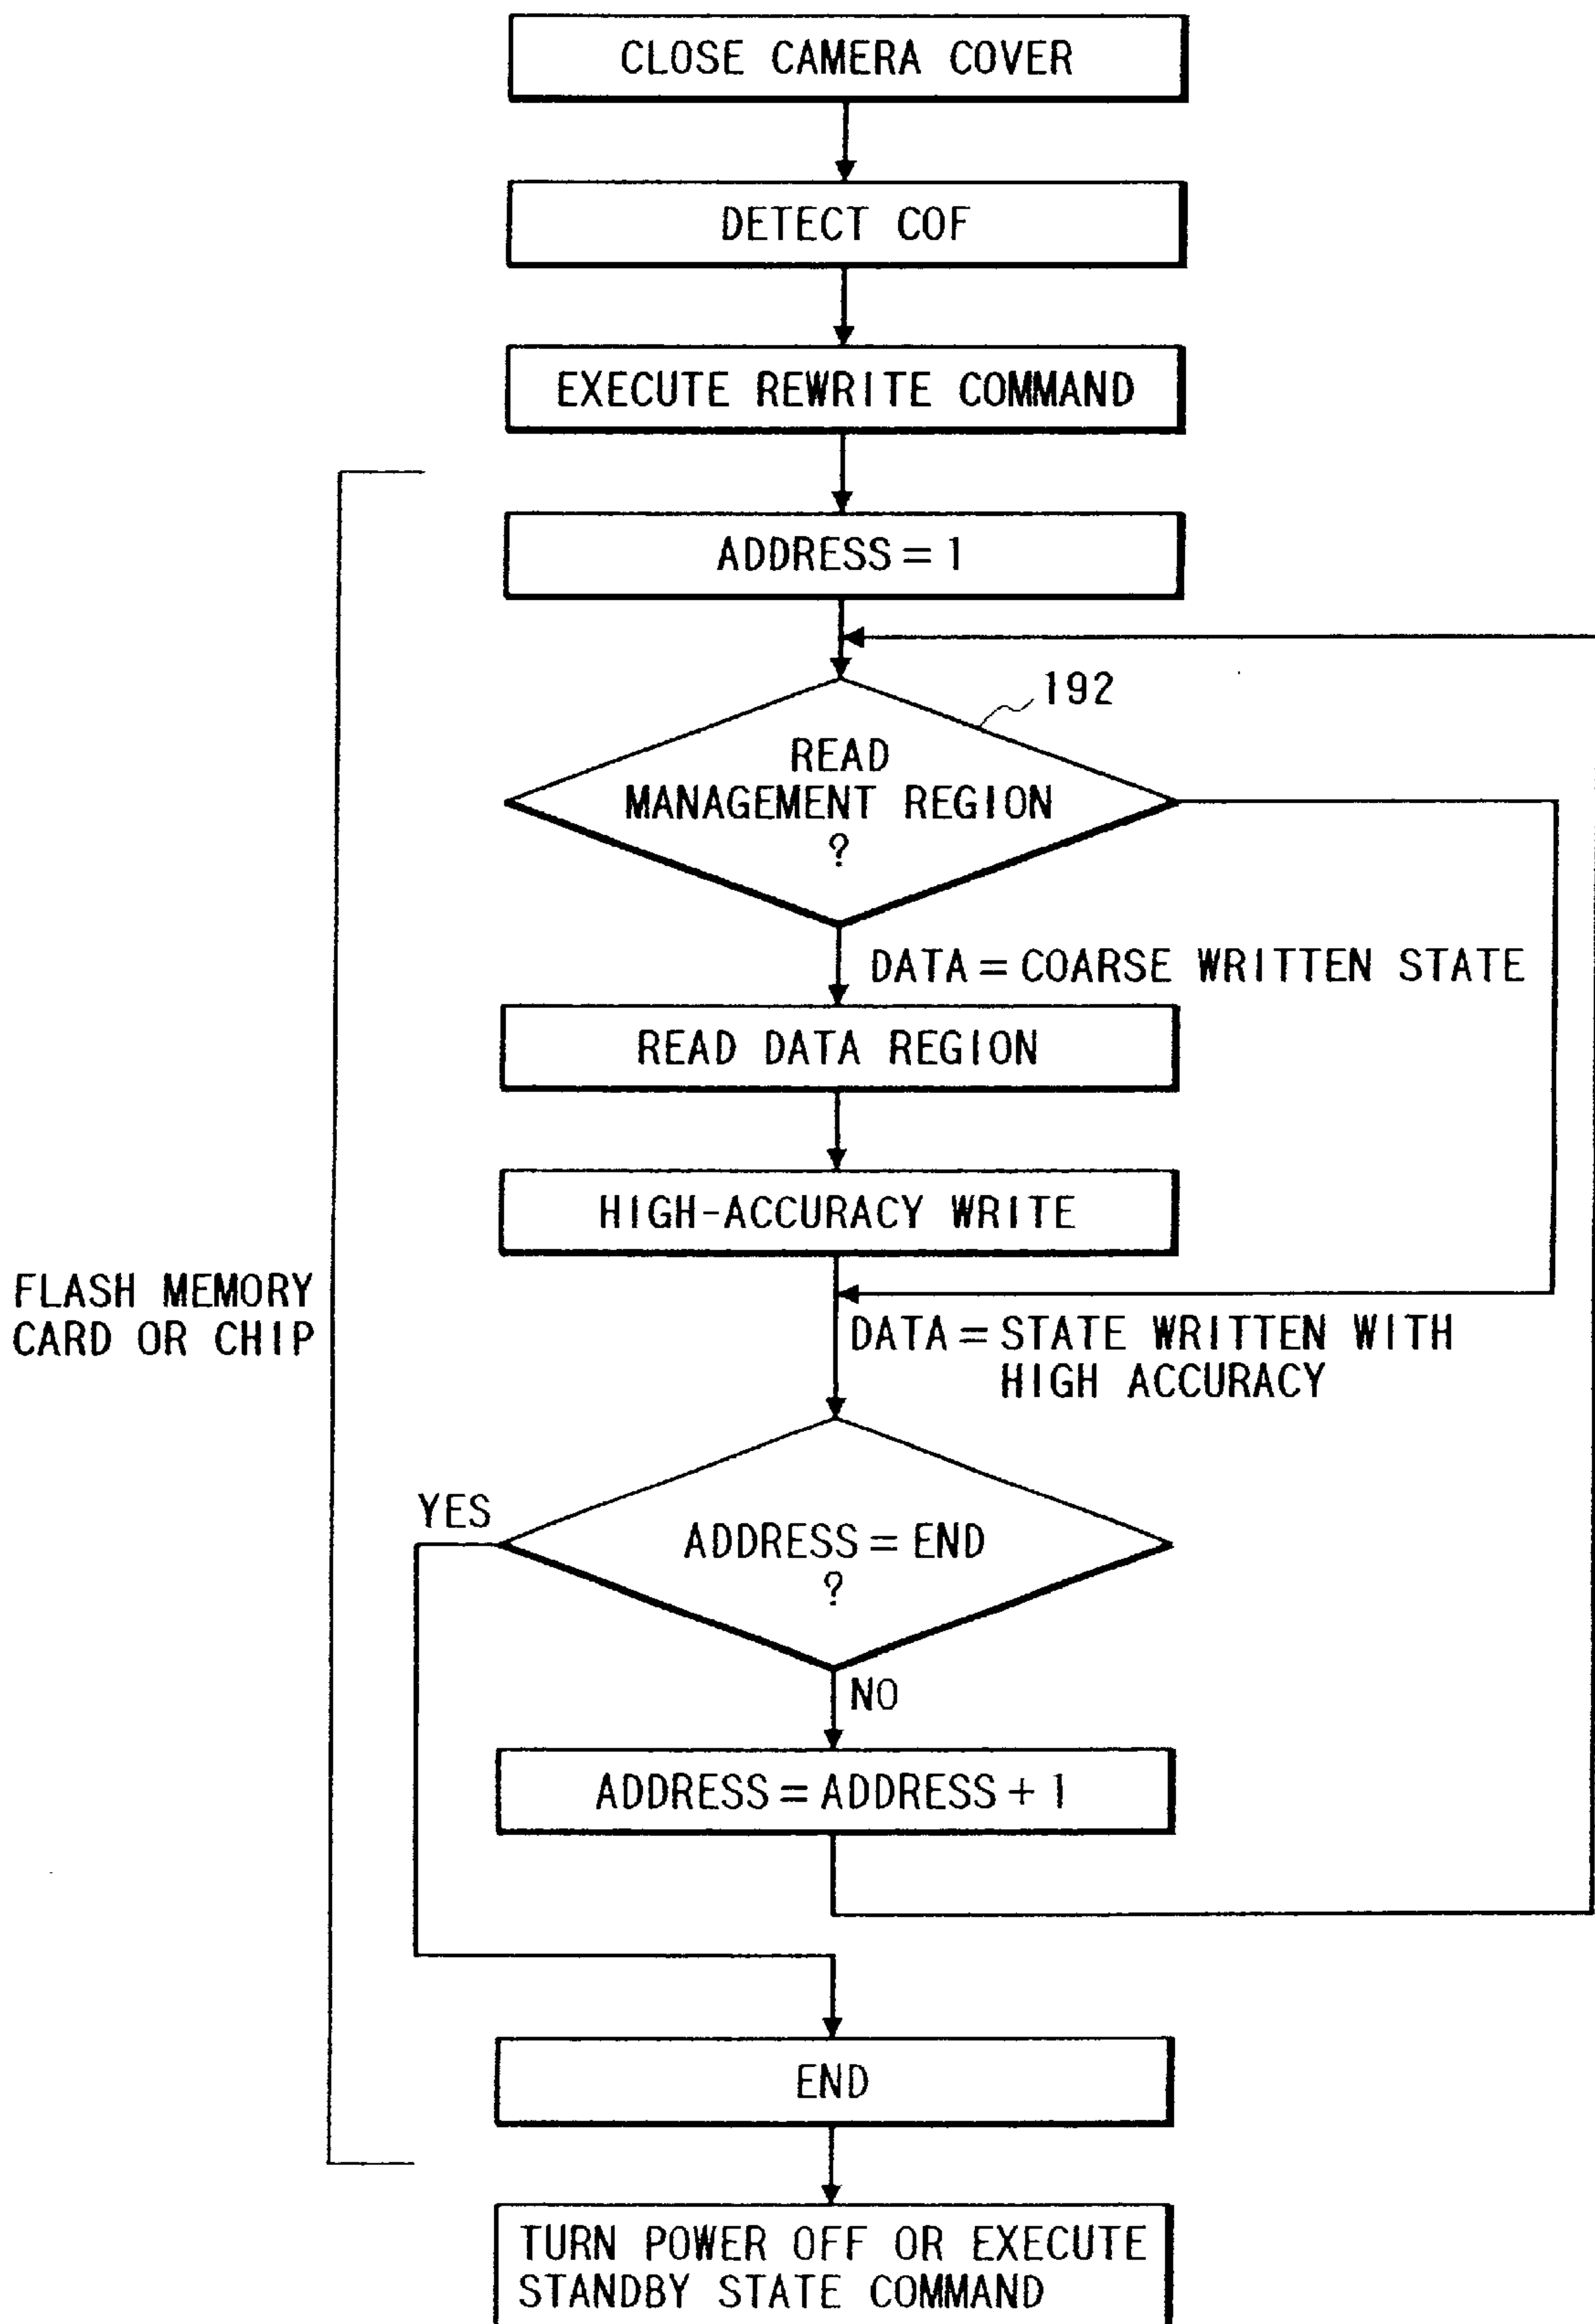 CLOSE CAMERA COVER
DETECT COF
EXECUTE REWRITE COMMAND
ADDRESS = 1
192
READ
MANAGEMENT REGION
?
DATA = COARSE WRITTEN STATE
READ DATA REGION
HIGH-ACCURACY WRITE
FLASH MEMORY
CARD OR CHIP
DATA = STATE WRITTEN WITH
HIGH ACCURACY
YES
ADDRESS = END
?
NO
ADDRESS = ADDRESS + 1
END
TURN POWER OFF OR EXECUTE
STANDBY STATE COMMAND